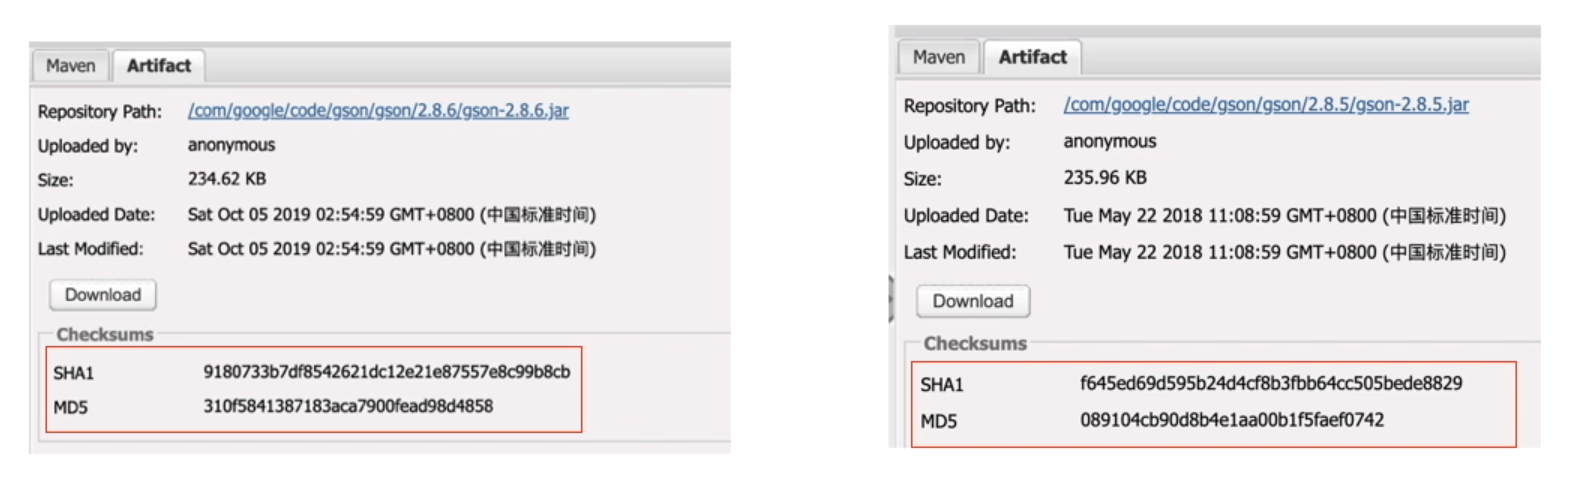 Maven Artifact
Repository Path: /com/google/code/gson/gson/2.8.6/gson-2.8.6.jar
Uploaded by: anonymous
Size: 234.62 KB
Uploaded Date: Sat Oct 05 2019 02:54:59 GMT+0800 (中国标准时间)
Last Modified: Sat Oct 05 2019 02:54:59 GMT+0800 (中国标准时间)
Download
Checksums
SHA1 9180733b7df8542621dc12e21e87557e8c99b8cb
MD5 310f5841387183aca7900fead98d4858
Maven Artifact
Repository Path: /com/google/code/gson/gson/2.8.5/gson-2.8.5.jar
Uploaded by: anonymous
Size: 235.96 KB
Uploaded Date: Tue May 22 2018 11:08:59 GMT+0800 (中国标准时间)
Last Modified: Tue May 22 2018 11:08:59 GMT+0800 (中国标准时间)
Download
Checksums
SHA1 f645ed69d595b24d4cf8b3fbb64cc505bede8829
MD5 089104cb90d8b4e1aa00b1f5faef0742